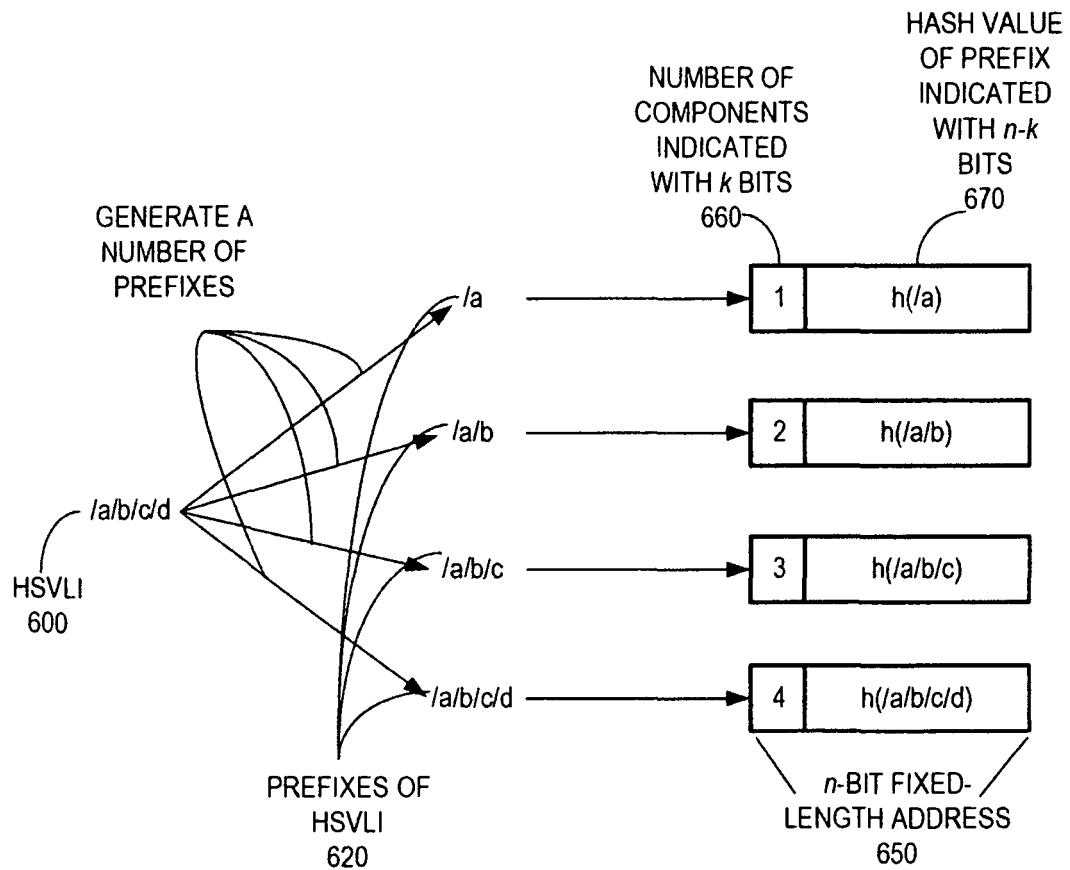 HASH VALUE
OF PREFIX
INDICATED
WITH n-k
BITS
670
NUMBER OF
COMPONENTS
INDICATED
WITH k BITS
660
GENERATE A
NUMBER OF
PREFIXES
/a
1
h(/a)
/a/b
2
h(/a/b)
/a/b/c/d
HSVLI
600
/a/b/c
3
h(/a/b/c)
/a/b/c/d
4
h(/a/b/c/d)
PREFIXES OF
HSVLI
620
n-BIT FIXED-
LENGTH ADDRESS
650